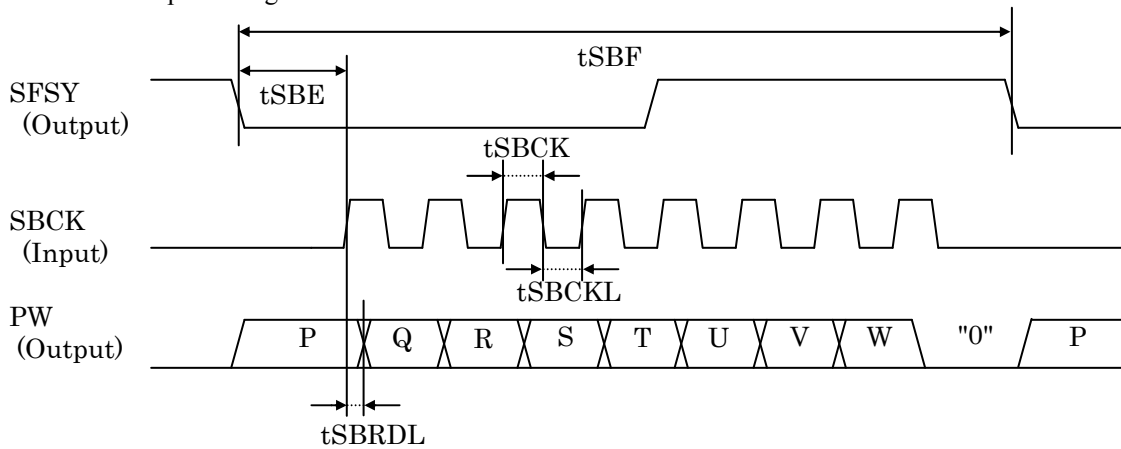 tSBF
SFSY
(Output)
tSBE
tSBCK
SBCK
(Input)
tSBCKL
PW
(Output)
P Q R S T U V W "0" P
tSBRDL